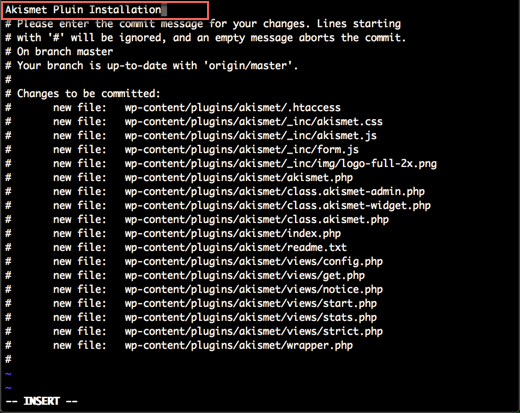 Akismet Pluin Installation
# Please enter the commit message for your changes. Lines starting
# with '#' will be ignored, and an empty message aborts the commit.
# On branch master
# Your branch is up-to-date with 'origin/master'.
#
# Changes to be committed:
#       new file:   wp-content/plugins/akismet/.htaccess
#       new file:   wp-content/plugins/akismet/_inc/akismet.css
#       new file:   wp-content/plugins/akismet/_inc/akismet.js
#       new file:   wp-content/plugins/akismet/_inc/form.js
#       new file:   wp-content/plugins/akismet/_inc/img/logo-full-2x.png
#       new file:   wp-content/plugins/akismet/akismet.php
#       new file:   wp-content/plugins/akismet/class.akismet-admin.php
#       new file:   wp-content/plugins/akismet/class.akismet-widget.php
#       new file:   wp-content/plugins/akismet/class.akismet.php
#       new file:   wp-content/plugins/akismet/index.php
#       new file:   wp-content/plugins/akismet/readme.txt
#       new file:   wp-content/plugins/akismet/views/config.php
#       new file:   wp-content/plugins/akismet/views/get.php
#       new file:   wp-content/plugins/akismet/views/notice.php
#       new file:   wp-content/plugins/akismet/views/start.php
#       new file:   wp-content/plugins/akismet/views/stats.php
#       new file:   wp-content/plugins/akismet/views/strict.php
#       new file:   wp-content/plugins/akismet/wrapper.php
#
~
~
-- INSERT --